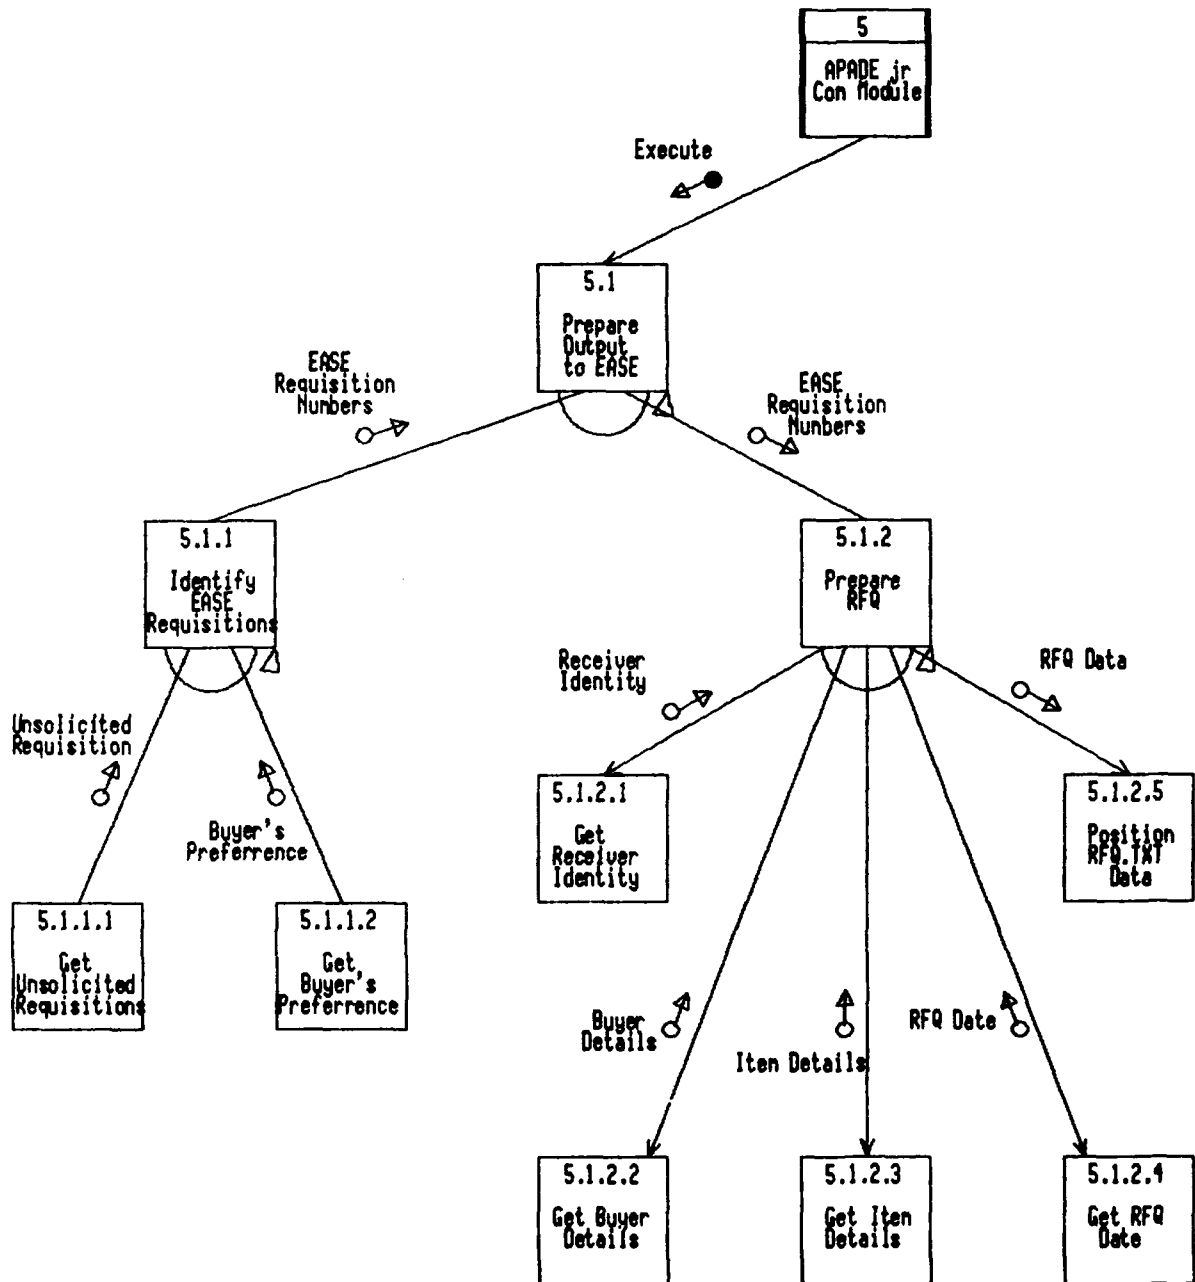 5
APADE jr
Con Module
Execute
5.1
Prepare
Output
to EASE
EASE
Requisition
Numbers
EASE
Requisition
Numbers
5.1.1
Identify
EASE
Requisitions
5.1.2
Prepare
RFQ
Receiver
Identity
RFQ Data
Unsolicited
Requisition
Buyer's
Preferrence
5.1.2.1
Get
Receiver
Identity
5.1.2.5
Position
RFQ.TXT
Data
5.1.1.1
Get
Unsolicited
Requisitions
5.1.1.2
Get
Buyer's
Preferrence
Buyer
Details
Iten Details
RFQ Date
5.1.2.2
Get Buyer
Details
5.1.2.3
Get Iten
Details
5.1.2.4
Get RFQ
Date